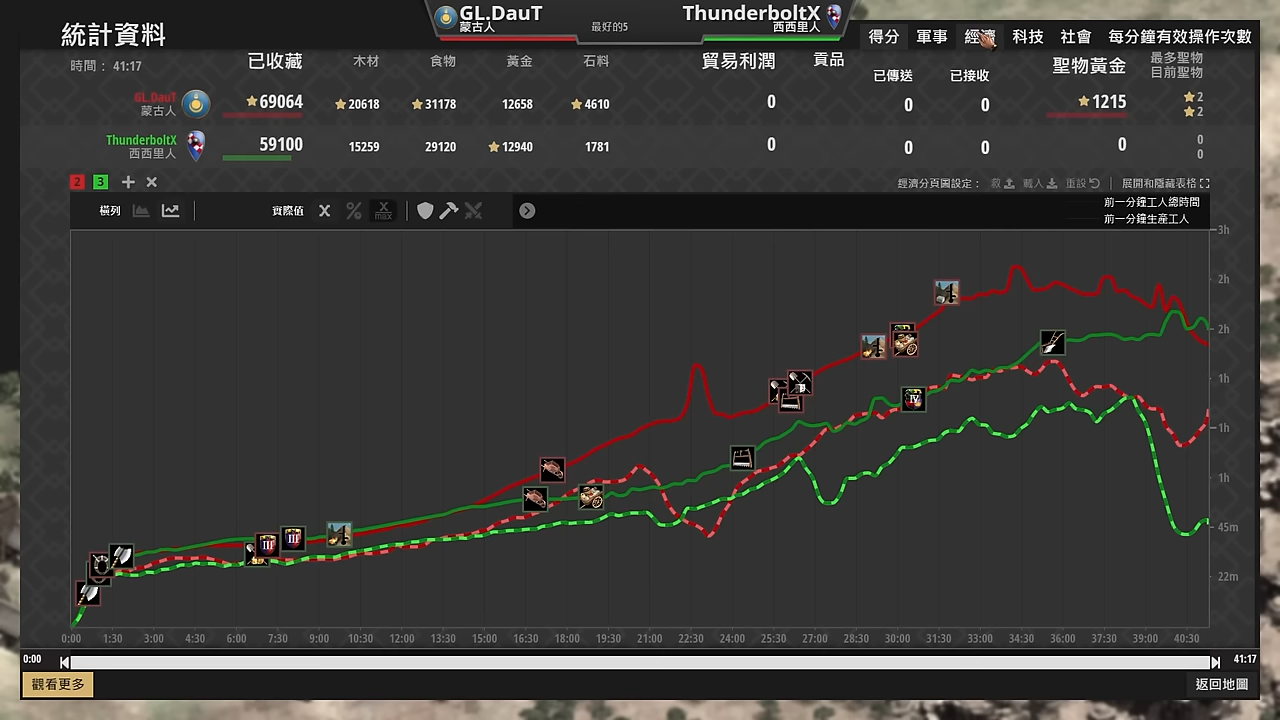 GL.DauT
蒙古人
最好的5
ThunderboltX
西西里人
統計資料
得分 軍事 經濟 科技 社會 每分鐘有效操作次數
時間： 41:17
已收藏 木材 食物 黃金 石料 貿易利潤 貢品 已傳送 已接收 聖物黃金 最多聖物
目前聖物
GL.DauT
蒙古人
69064 20618 31178 12658 4610 0 0 0 1215 2
2
ThunderboltX
西西里人
59100 15259 29120 12940 1781 0 0 0 0 0
0
2 3
經濟分頁圖設定： 救 載入 重設 展開和隱藏表格
橫列 實際值 X % X max
前一分鐘工人總時間
前一分鐘生產工人
3h
2h
2h
1h
1h
1h
45m
22m
III III IV
0:00 1:30 3:00 4:30 6:00 7:30 9:00 10:30 12:00 13:30 15:00 16:30 18:00 19:30 21:00 22:30 24:00 25:30 27:00 28:30 30:00 31:30 33:00 34:30 36:00 37:30 39:00 40:30
0:00 41:17
觀看更多 返回地圖